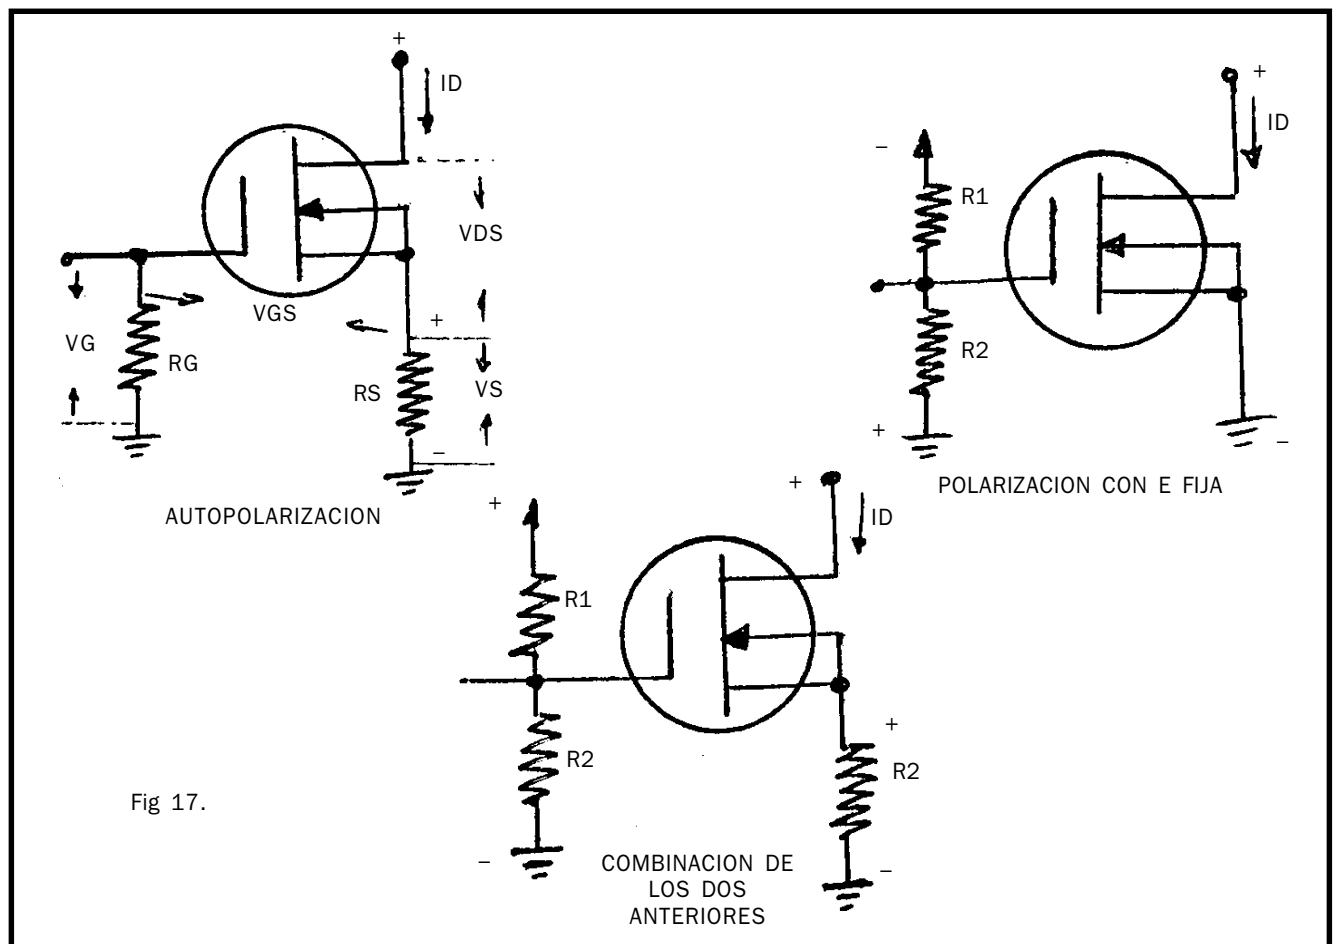 +
ID
VDS
VGS
VG
RG
+
RS
VS
–
AUTOPOLARIZACION
+
ID
–
R1
R2
+
–
POLARIZACION CON E FIJA
+
+
ID
R1
R2
+
R2
–
–
COMBINACION DE
LOS DOS
ANTERIORES
Fig 17.